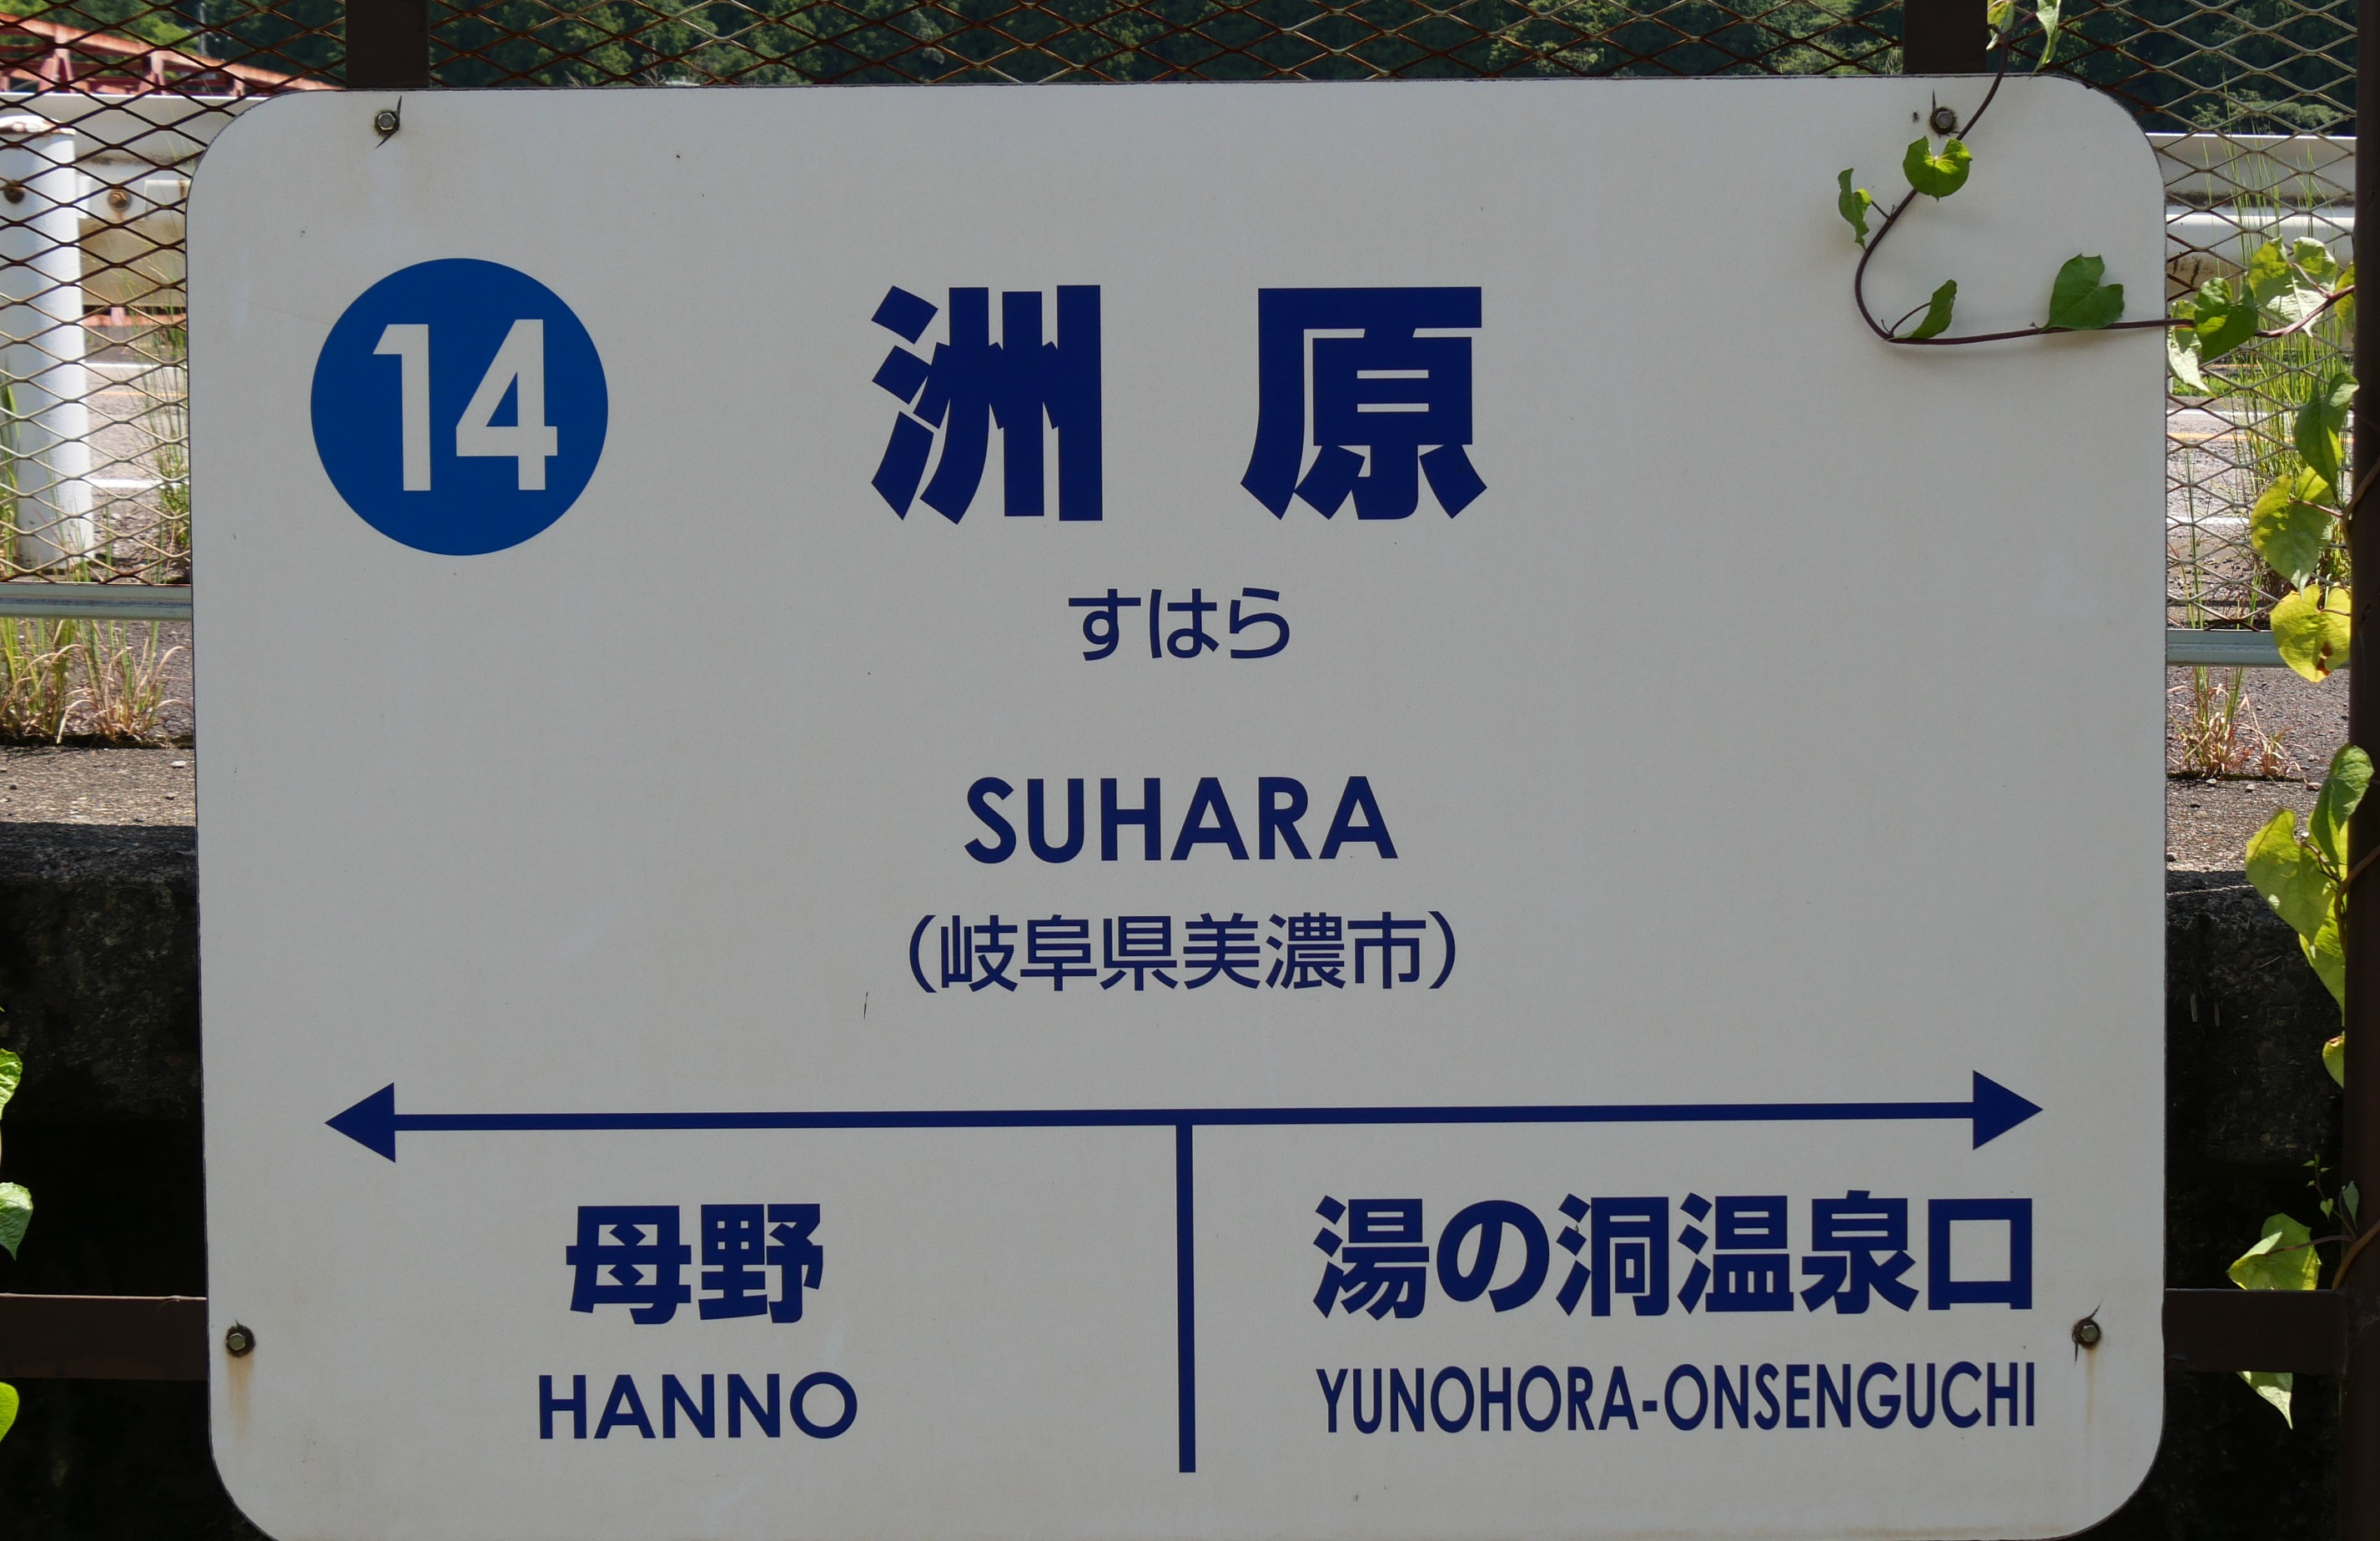 14
洲原
すはら
SUHARA
（岐阜県美濃市）
母野
HANNO
湯の洞温泉口
YUNOHORA-ONSENGUCHI